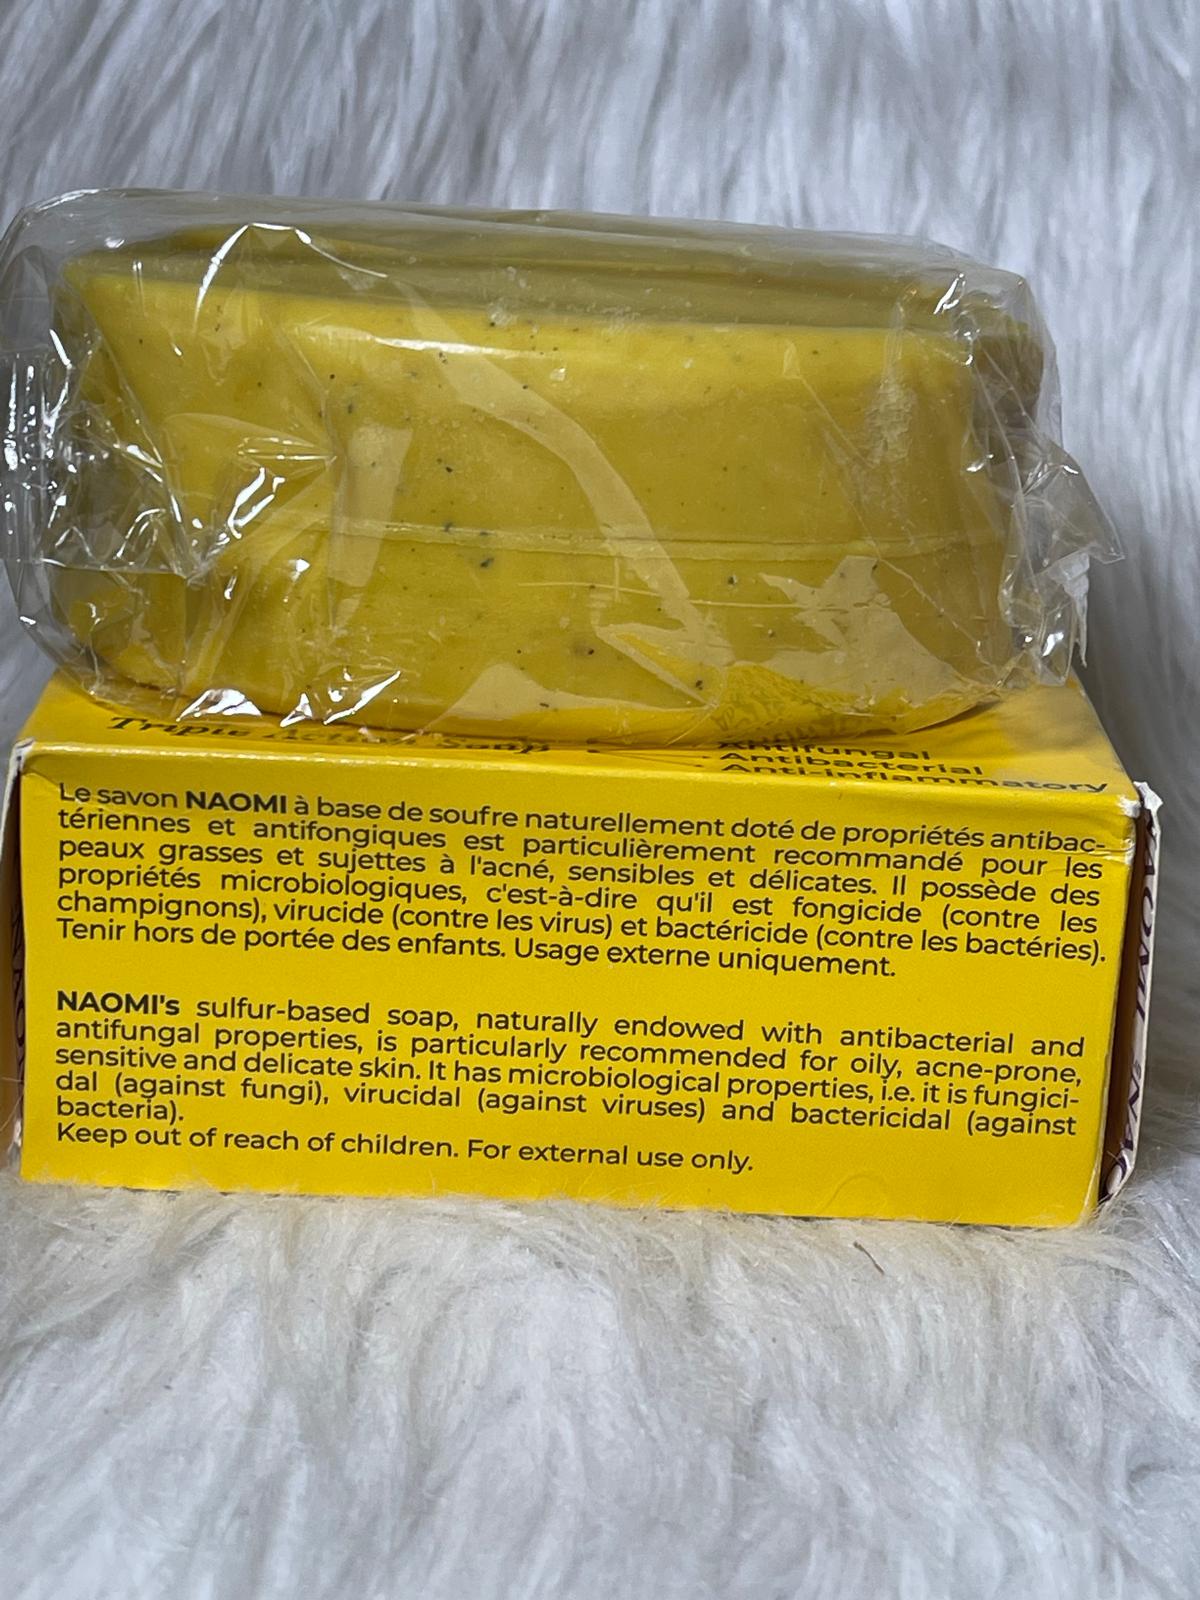 Triple Action Soap
Antifungal
Antibacterial
Anti-inflammatory
Le savon NAOMI à base de soufre naturellement doté de propriétés antibac-
tériennes et antifongiques est particulièrement recommandé pour les
peaux grasses et sujettes à l'acné, sensibles et délicates. Il possède des
propriétés microbiologiques, c'est-à-dire qu'il est fongicide (contre les
champignons), virucide (contre les virus) et bactéricide (contre les bactéries).
Tenir hors de portée des enfants. Usage externe uniquement.
NAOMI's sulfur-based soap, naturally endowed with antibacterial and
antifungal properties, is particularly recommended for oily, acne-prone,
sensitive and delicate skin. It has microbiological properties, i.e. it is fungici-
dal (against fungi), virucidal (against viruses) and bactericidal (against
bacteria).
Keep out of reach of children. For external use only.
NAOMI